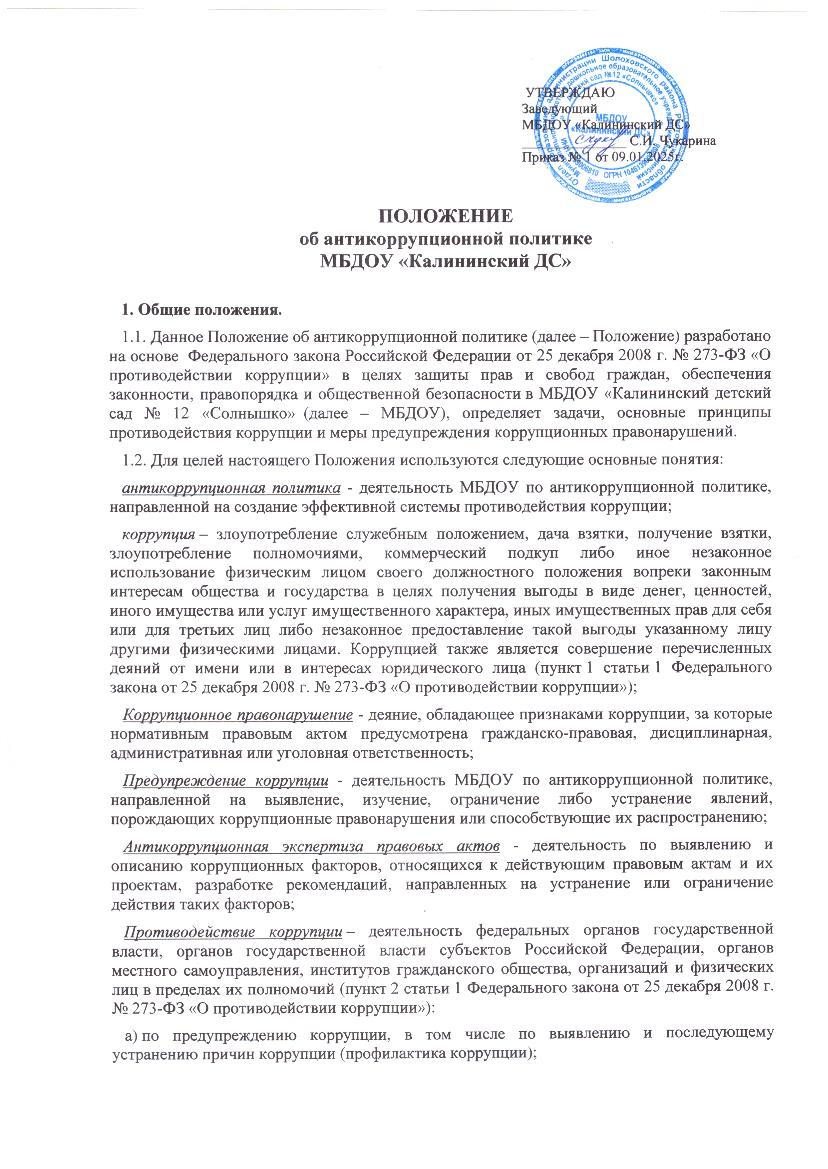 УТВЕРЖДАЮ
Заведующий
МБДОУ «Калининский ДС»
С.И. Чукарина
Приказ № 1 от 09.01.2025г.
МБДОУ
«Калининский ДС»
ПОЛОЖЕНИЕ
об антикоррупционной политике
МБДОУ «Калининский ДС»
1. Общие положения.
1.1. Данное Положение об антикоррупционной политике (далее – Положение) разработано
на основе Федерального закона Российской Федерации от 25 декабря 2008 г. № 273-ФЗ «О
противодействии коррупции» в целях защиты прав и свобод граждан, обеспечения
законности, правопорядка и общественной безопасности в МБДОУ «Калининский детский
сад № 12 «Солнышко» (далее – МБДОУ), определяет задачи, основные принципы
противодействия коррупции и меры предупреждения коррупционных правонарушений.
1.2. Для целей настоящего Положения используются следующие основные понятия:
антикоррупционная политика - деятельность МБДОУ по антикоррупционной политике,
направленной на создание эффективной системы противодействия коррупции;
коррупция – злоупотребление служебным положением, дача взятки, получение взятки,
злоупотребление полномочиями, коммерческий подкуп либо иное незаконное
использование физическим лицом своего должностного положения вопреки законным
интересам общества и государства в целях получения выгоды в виде денег, ценностей,
иного имущества или услуг имущественного характера, иных имущественных прав для себя
или для третьих лиц либо незаконное предоставление такой выгоды указанному лицу
другими физическими лицами. Коррупцией также является совершение перечисленных
деяний от имени или в интересах юридического лица (пункт 1 статьи 1 Федерального
закона от 25 декабря 2008 г. № 273-ФЗ «О противодействии коррупции»);
Коррупционное правонарушение - деяние, обладающее признаками коррупции, за которые
нормативным правовым актом предусмотрена гражданско-правовая, дисциплинарная,
административная или уголовная ответственность;
Предупреждение коррупции - деятельность МБДОУ по антикоррупционной политике,
направленной на выявление, изучение, ограничение либо устранение явлений,
порождающих коррупционные правонарушения или способствующие их распространению;
Антикоррупционная экспертиза правовых актов - деятельность по выявлению и
описанию коррупционных факторов, относящихся к действующим правовым актам и их
проектам, разработке рекомендаций, направленных на устранение или ограничение
действия таких факторов;
Противодействие коррупции – деятельность федеральных органов государственной
власти, органов государственной власти субъектов Российской Федерации, органов
местного самоуправления, институтов гражданского общества, организаций и физических
лиц в пределах их полномочий (пункт 2 статьи 1 Федерального закона от 25 декабря 2008 г.
№ 273-ФЗ «О противодействии коррупции»):
а) по предупреждению коррупции, в том числе по выявлению и последующему
устранению причин коррупции (профилактика коррупции);